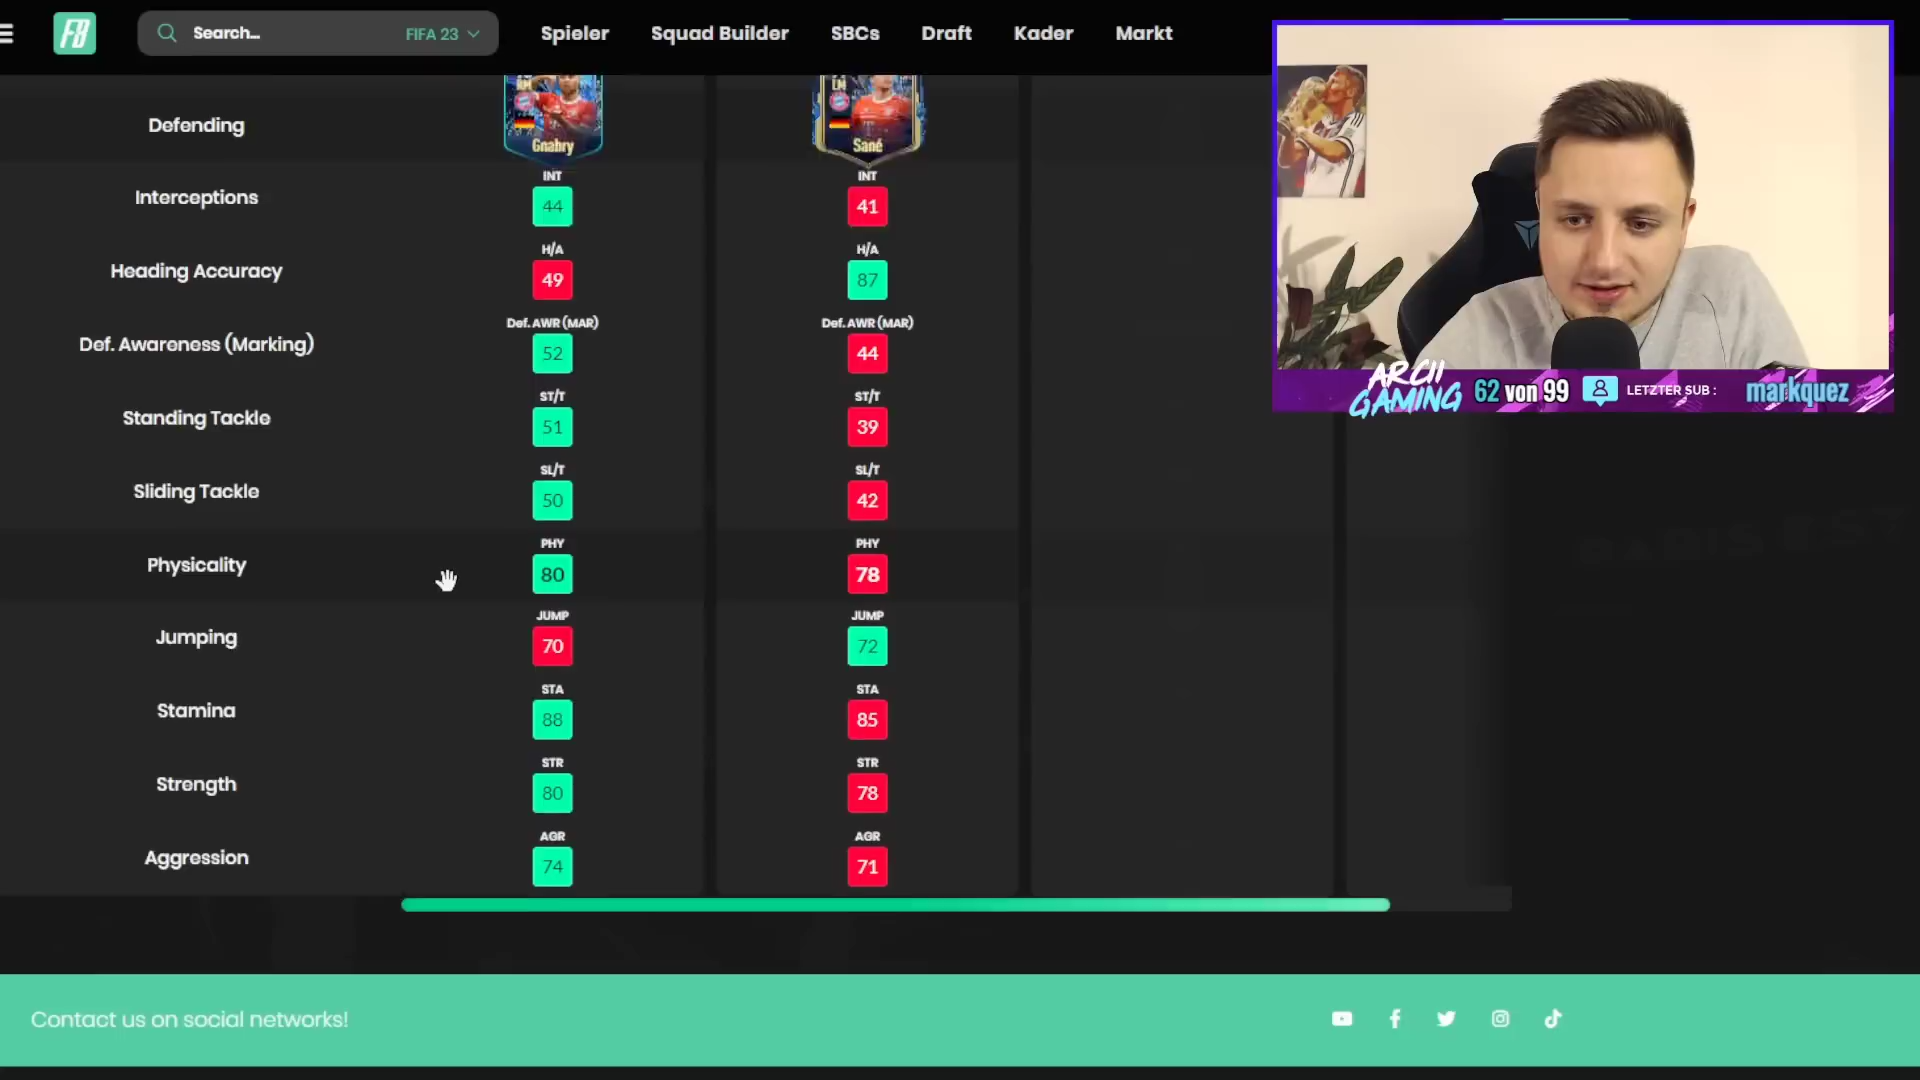 FB Search... FIFA 23 Spieler Squad Builder SBCs Draft Kader Markt
RM LM
Gnabry Sané
Defending
INT INT
Interceptions 44 41
H/A H/A
Heading Accuracy 49 87
Def. AWR (MAR) Def. AWR (MAR)
Def. Awareness (Marking) 52 44
ST/T ST/T
Standing Tackle 51 39
SL/T SL/T
Sliding Tackle 50 42
PHY PHY
Physicality 80 78
JUMP JUMP
Jumping 70 72
STA STA
Stamina 88 85
STR STR
Strength 80 78
AGR AGR
Aggression 74 71
ARCII
GAMING 62 von 99 LETZTER SUB : markquez
Contact us on social networks!